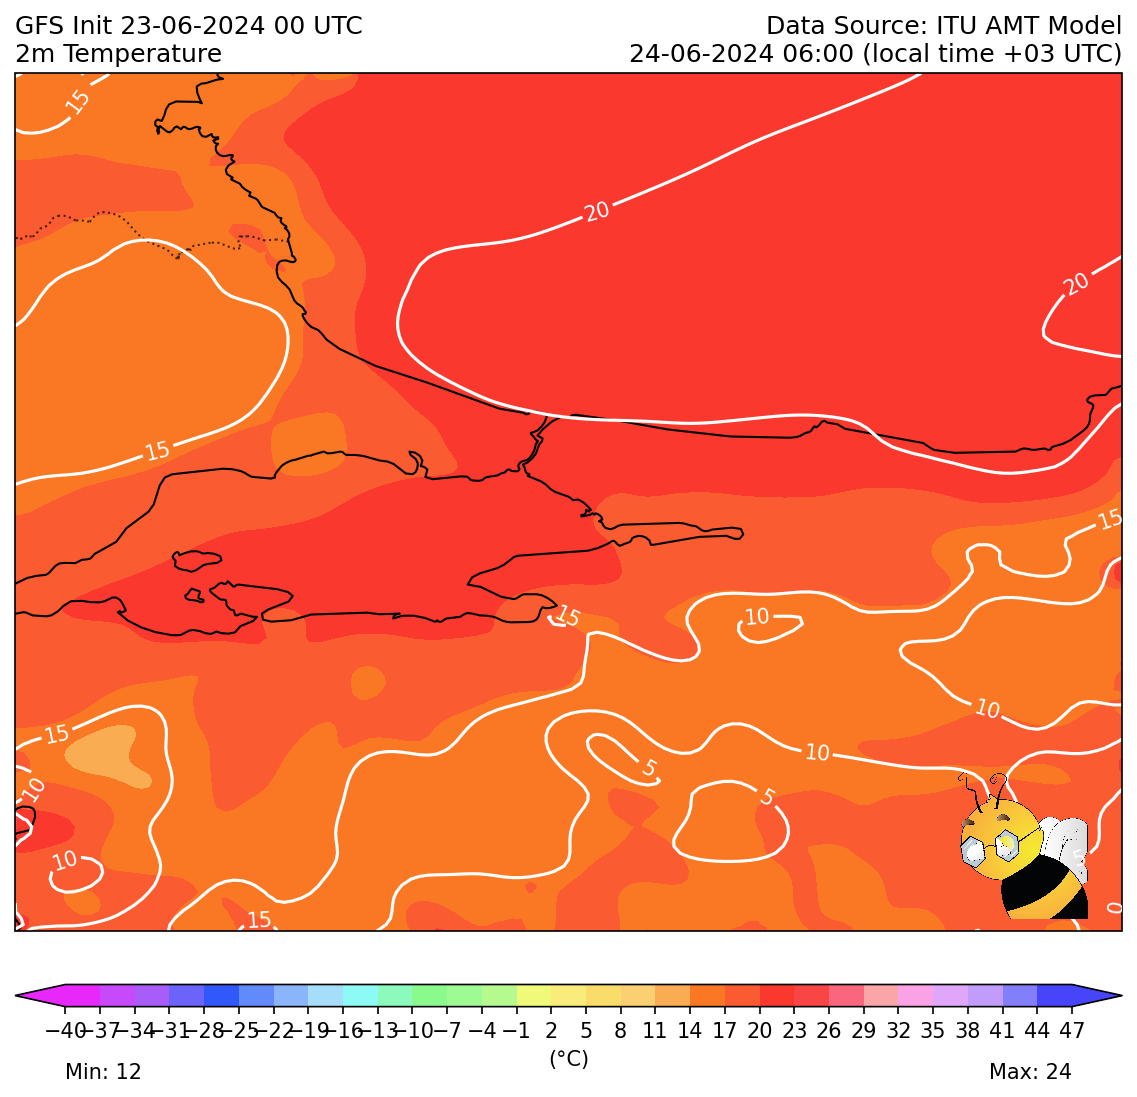 GFS Init 23-06-2024 00 UTC
Data Source: ITU AMT Model
2m Temperature
24-06-2024 06:00 (local time +03 UTC)
15
20
20
15
15
15
10
10
15
10
5
10
5
10
5
15
0
−40 −37 −34 −31 −28 −25 −22 −19 −16 −13 −10 −7 −4 −1 2 5 8 11 14 17 20 23 26 29 32 35 38 41 44 47
(°C)
Min: 12
Max: 24